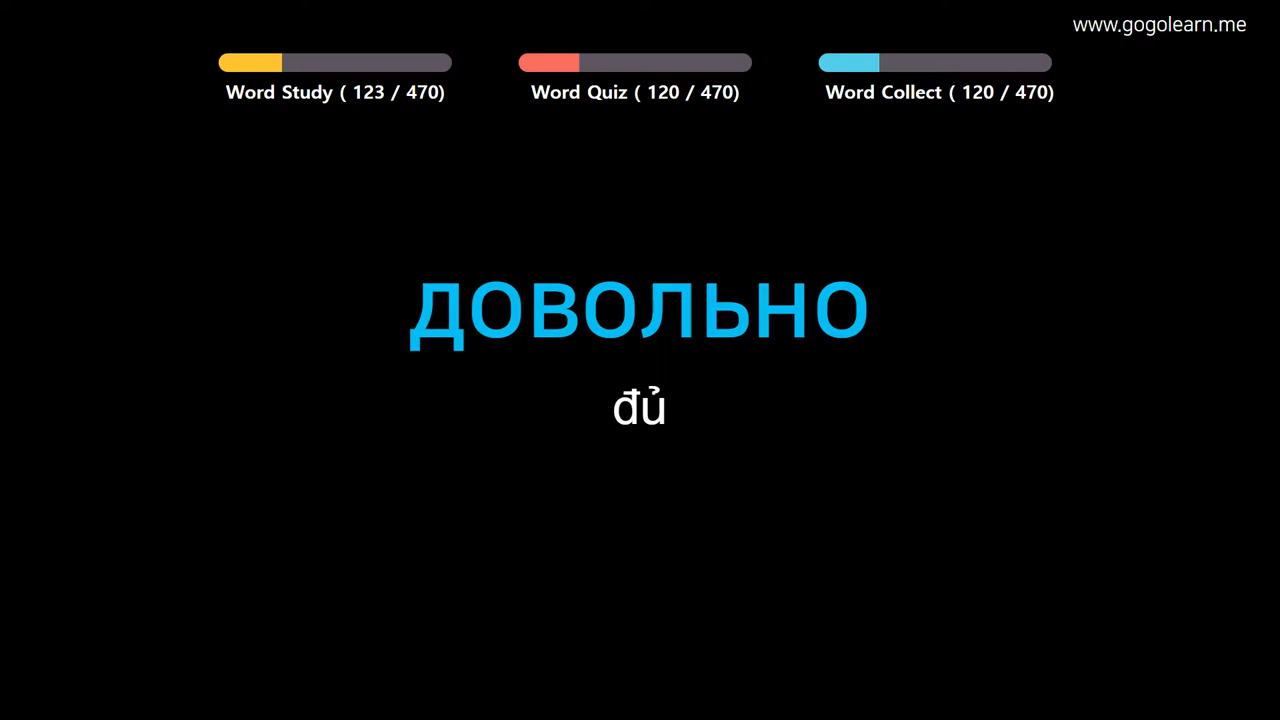 www.gogolearn.me
Word Study ( 123 / 470)
Word Quiz ( 120 / 470)
Word Collect ( 120 / 470)
довольно
đủ